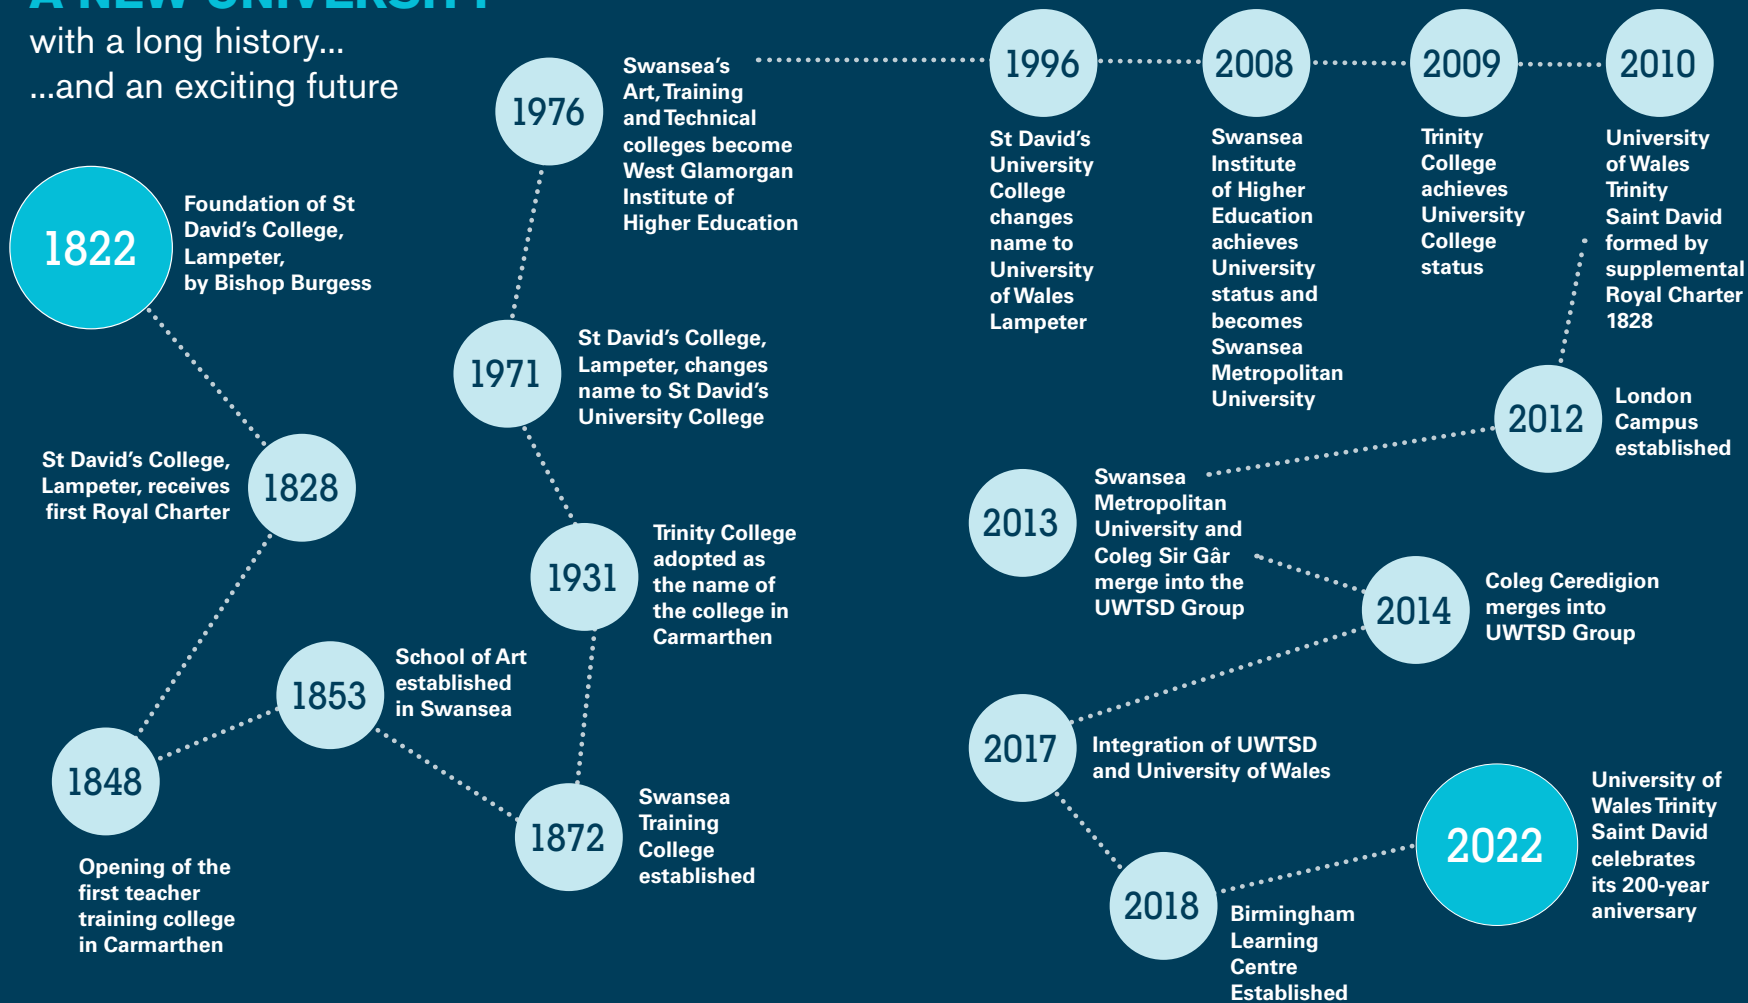 A NEW UNIVERSITY
with a long history...
...and an exciting future
1822
Foundation of St
David's College,
Lampeter,
by Bishop Burgess
1828
St David's College,
Lampeter, receives
first Royal Charter
1848
Opening of the
first teacher
training college
in Carmarthen
1853
School of Art
established
in Swansea
1872
Swansea
Training
College
established
1931
Trinity College
adopted as
the name of
the college in
Carmarthen
1971
St David's College,
Lampeter, changes
name to St David's
University College
1976
Swansea's
Art, Training
and Technical
colleges become
West Glamorgan
Institute of
Higher Education
1996
St David's
University
College
changes
name to
University
of Wales
Lampeter
2008
Swansea
Institute
of Higher
Education
achieves
University
status and
becomes
Swansea
Metropolitan
University
2009
Trinity
College
achieves
University
College
status
2010
University
of Wales
Trinity
Saint David
formed by
supplemental
Royal Charter
1828
2012
London
Campus
established
2013
Swansea
Metropolitan
University and
Coleg Sir Gâr
merge into the
UWTSD Group
2014
Coleg Ceredigion
merges into
UWTSD Group
2017
Integration of UWTSD
and University of Wales
2018
Birmingham
Learning
Centre
Established
2022
University of
Wales Trinity
Saint David
celebrates
its 200-year
aniversary